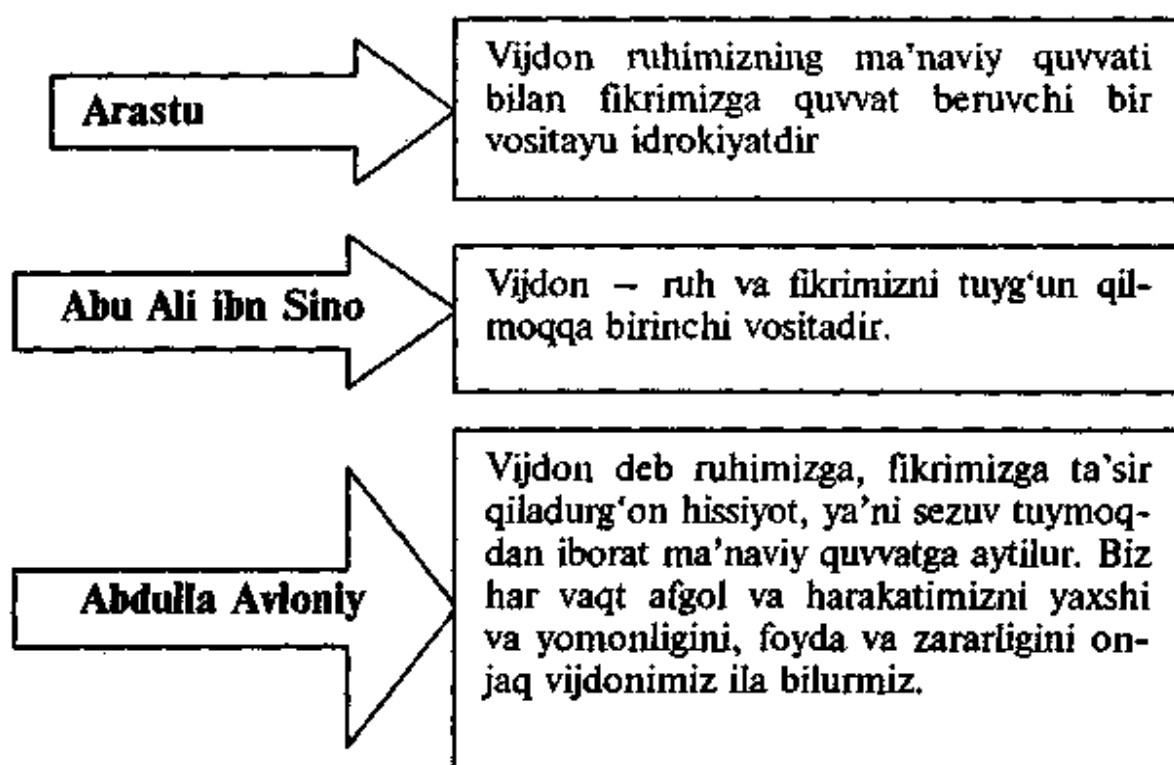 Arastu
Vijdon ruhimizning ma'naviy quvvati
bilan fikrimizga quvvat beruvchi bir
vositayu idrokiyatdir
Abu Ali ibn Sino
Vijdon – ruh va fikrimizni tuyg‘un qil-
moqqa birinchi vositadir.
Abdulla Avloniy
Vijdon deb ruhimizga, fikrimizga ta’sir
qiladurg‘on hissiyot, ya’ni sezuv tuymoq-
dan iborat ma’naviy quvvatga aytilur. Biz
har vaqt afgol va harakatimizni yaxshi
va yomonligini, foyda va zararligini on-
jaq vijdonimiz ila bilurmiz.